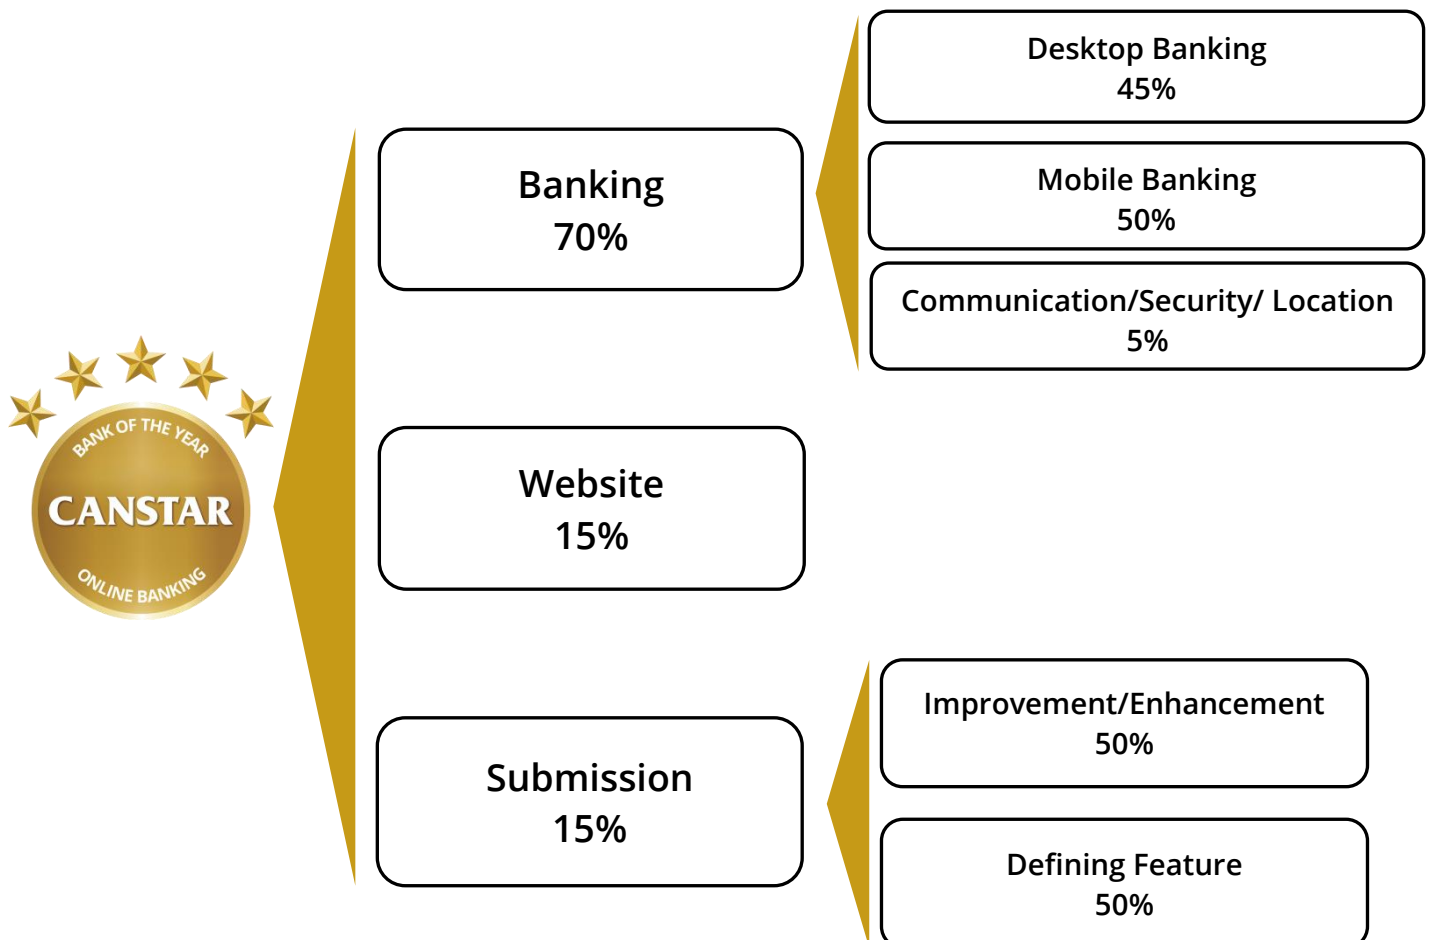 Desktop Banking
45%
Banking
70%
Mobile Banking
50%
Communication/Security/ Location
5%
BANK OF THE YEAR
CANSTAR
ONLINE BANKING
Website
15%
Submission
15%
Improvement/Enhancement
50%
Defining Feature
50%